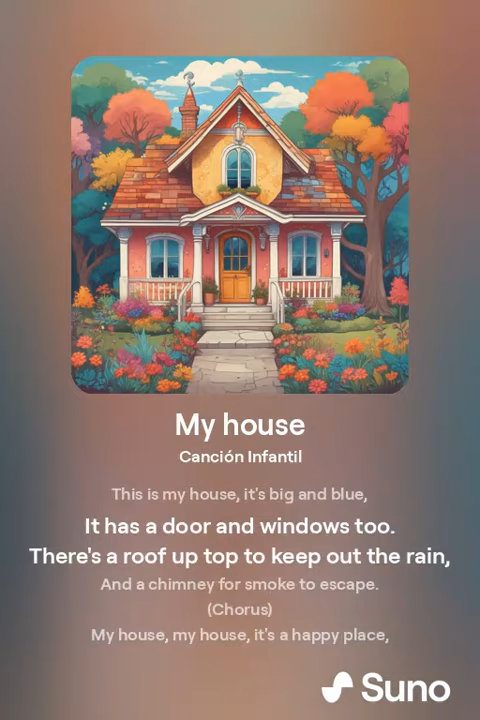 My house
Canción Infantil
This is my house, it's big and blue,
It has a door and windows too.
There's a roof up top to keep out the rain,
And a chimney for smoke to escape.
(Chorus)
My house, my house, it's a happy place,
Suno